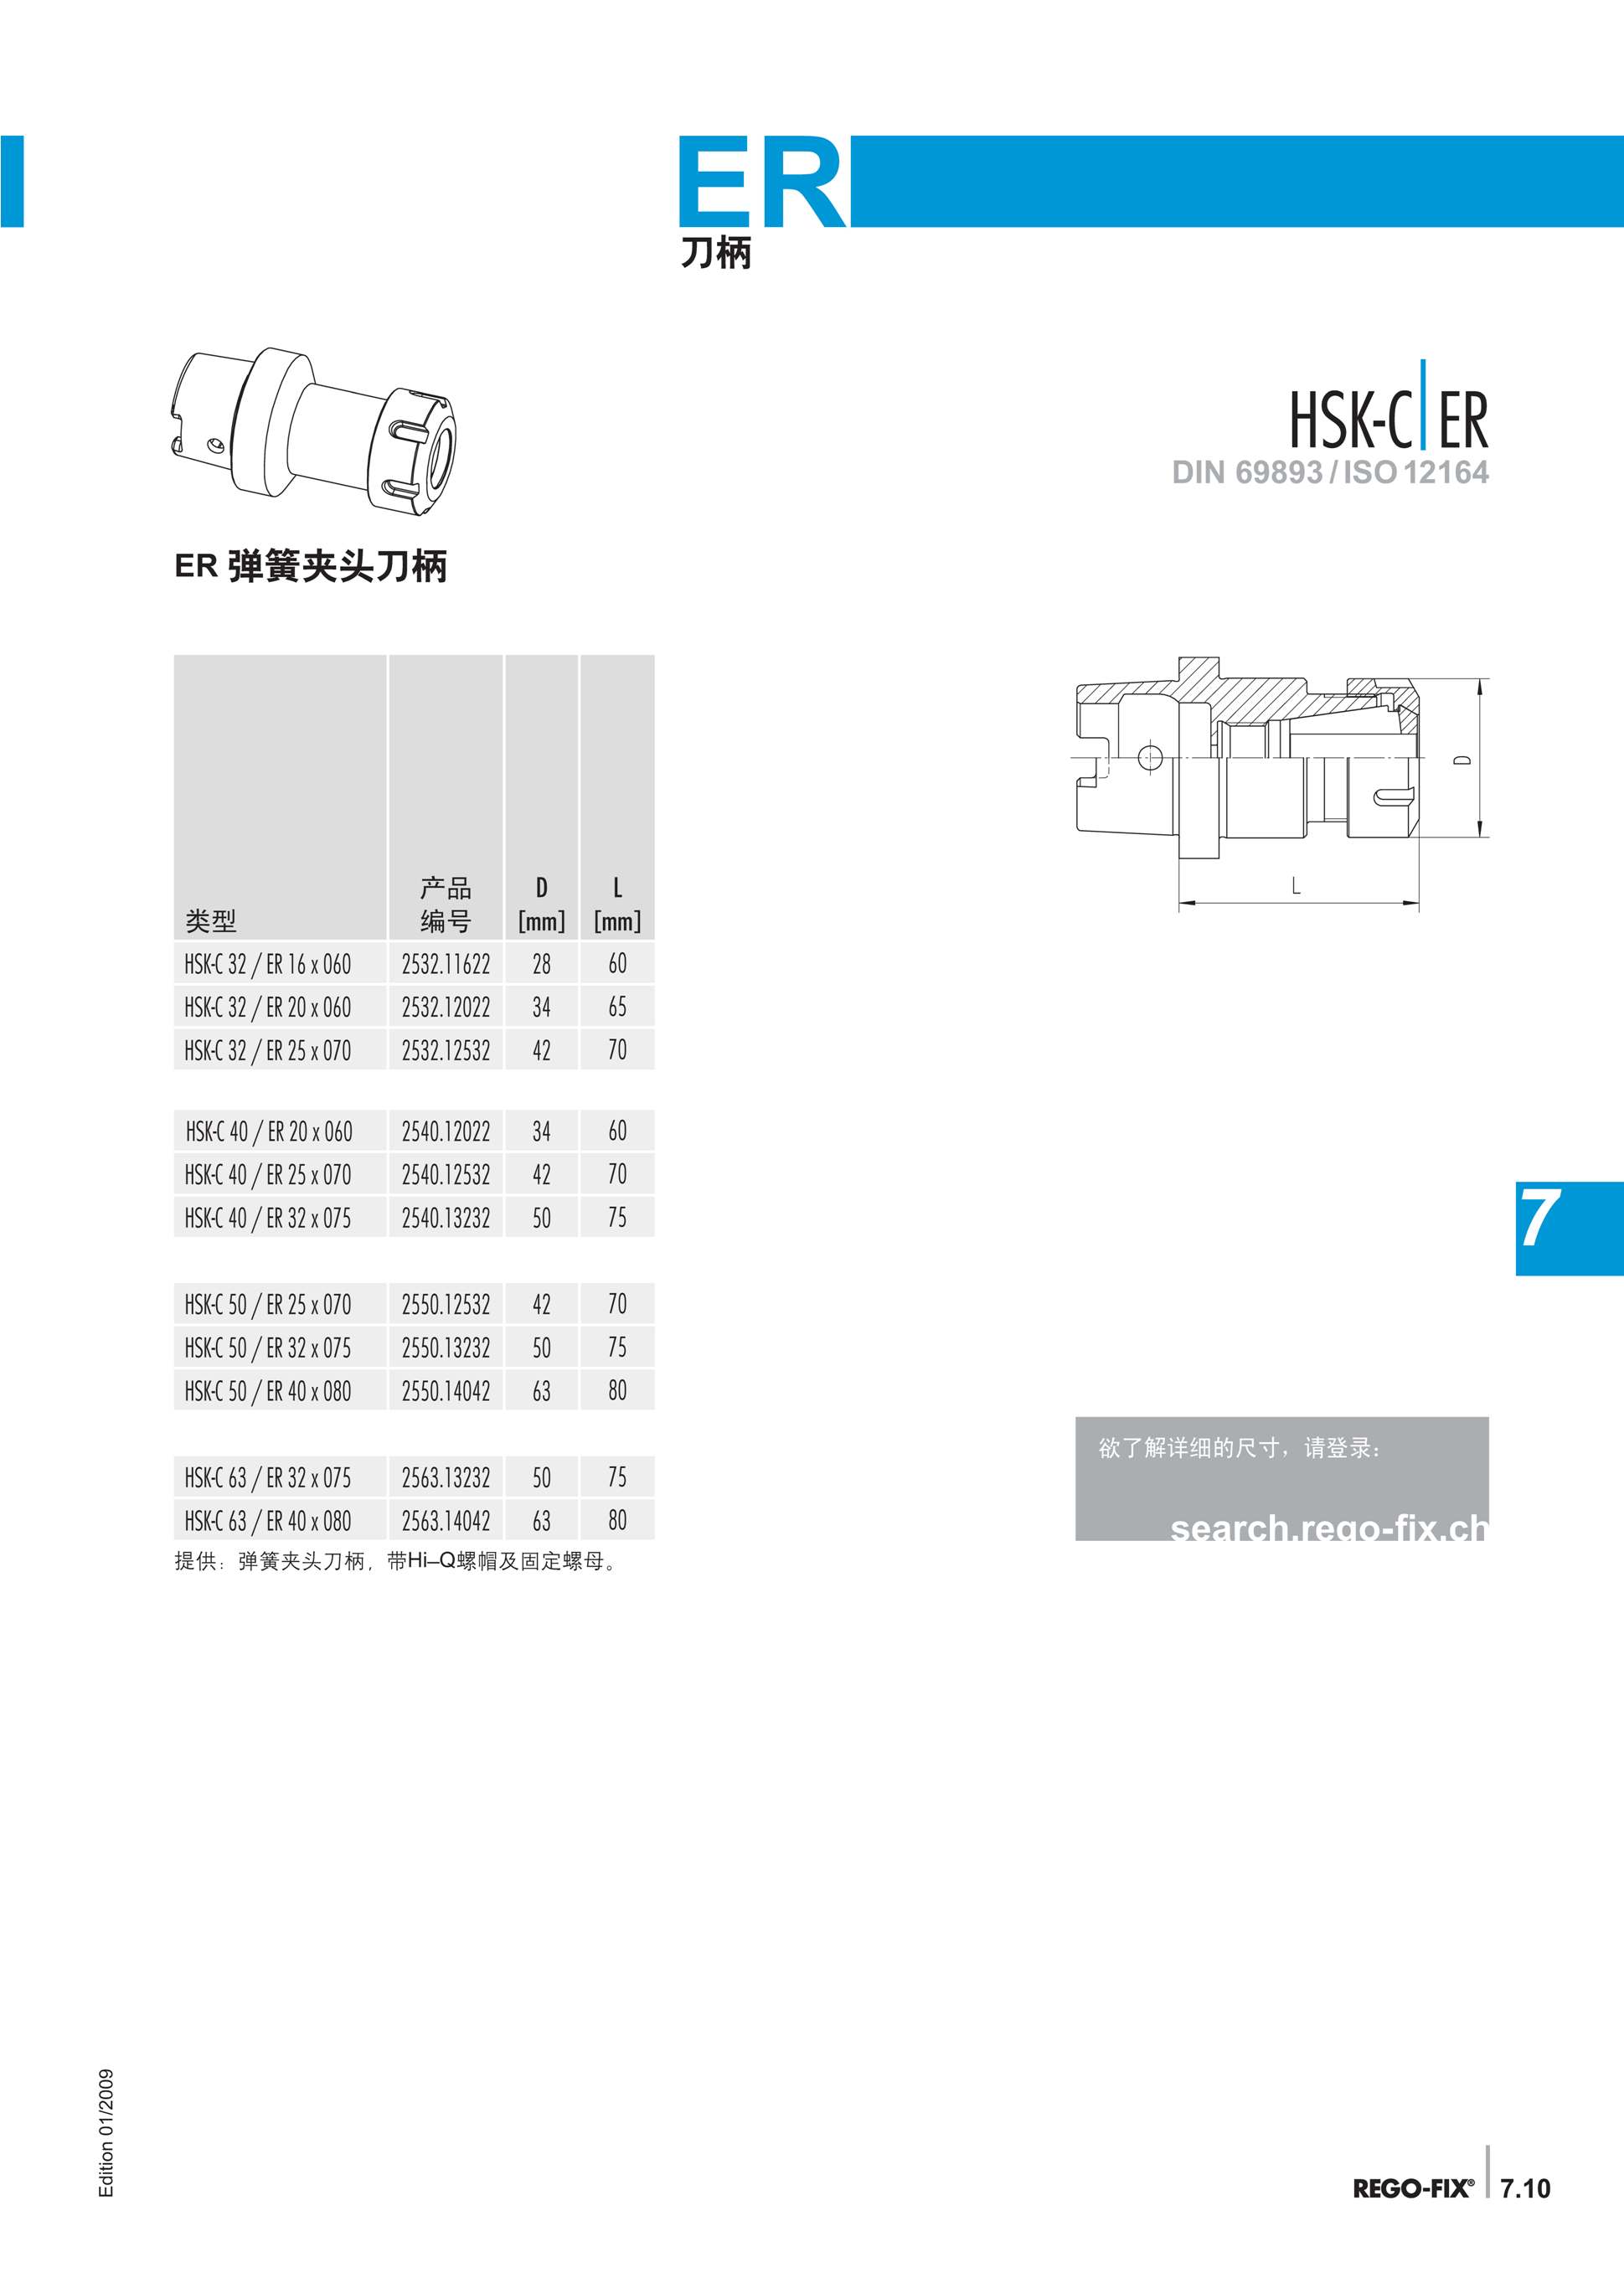 ER
刀柄
HSK-C ER
DIN 69893 / ISO 12164
ER 弹簧夹头刀柄
类型 产品编号 D [mm] L [mm]
HSK-C 32 / ER 16 x 060 2532.11622 28 60
HSK-C 32 / ER 20 x 060 2532.12022 34 65
HSK-C 32 / ER 25 x 070 2532.12532 42 70
HSK-C 40 / ER 20 x 060 2540.12022 34 60
HSK-C 40 / ER 25 x 070 2540.12532 42 70
HSK-C 40 / ER 32 x 075 2540.13232 50 75
HSK-C 50 / ER 25 x 070 2550.12532 42 70
HSK-C 50 / ER 32 x 075 2550.13232 50 75
HSK-C 50 / ER 40 x 080 2550.14042 63 80
HSK-C 63 / ER 32 x 075 2563.13232 50 75
HSK-C 63 / ER 40 x 080 2563.14042 63 80
提供：弹簧夹头刀柄，带Hi–Q螺帽及固定螺母。
D
L
7
欲了解详细的尺寸，请登录：
search.rego-fix.ch
Edition 01/2009
REGO-FIX® 7.10